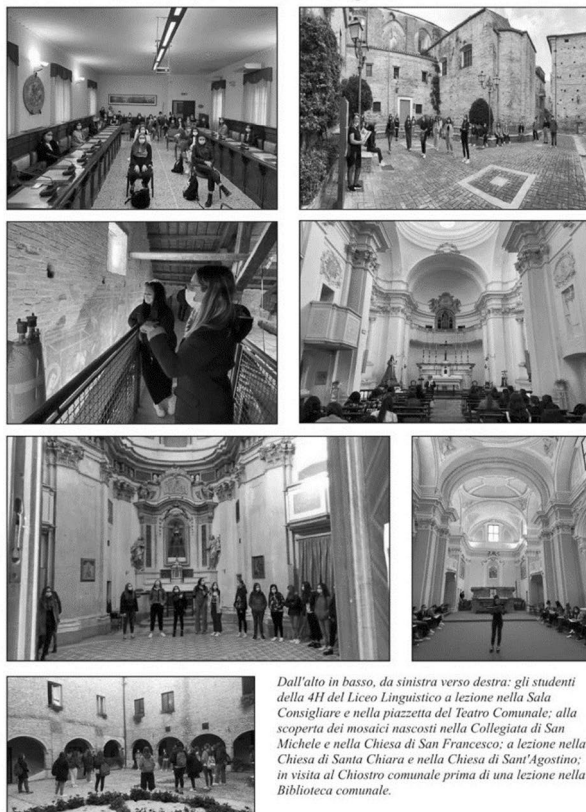 Dall'alto in basso, da sinistra verso destra: gli studenti
della 4H del Liceo Linguistico a lezione nella Sala
Consigliare e nella piazzetta del Teatro Comunale; alla
scoperta dei mosaici nascosti nella Collegiata di San
Michele e nella Chiesa di San Francesco; a lezione nella
Chiesa di Santa Chiara e nella Chiesa di Sant'Agostino;
in visita al Chiostro comunale prima di una lezione nella
Biblioteca comunale.